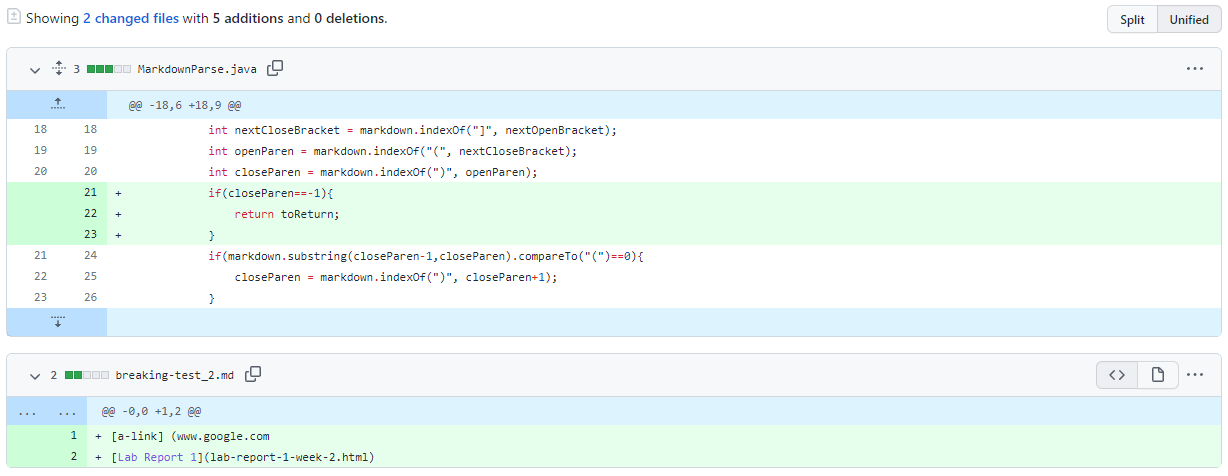 Showing 2 changed files with 5 additions and 0 deletions.
Split Unified
3 MarkdownParse.java
@@ -18,6 +18,9 @@
18 18 int nextCloseBracket = markdown.indexOf("]", nextOpenBracket);
19 19 int openParen = markdown.indexOf("(", nextCloseBracket);
20 20 int closeParen = markdown.indexOf(")", openParen);
21 + if(closeParen==-1){
22 + return toReturn;
23 + }
21 24 if(markdown.substring(closeParen-1,closeParen).compareTo("(")==0){
22 25 closeParen = markdown.indexOf(")", closeParen+1);
23 26 }
2 breaking-test_2.md
... ... @@ -0,0 +1,2 @@
1 + [a-link] (www.google.com
2 + [Lab Report 1](lab-report-1-week-2.html)